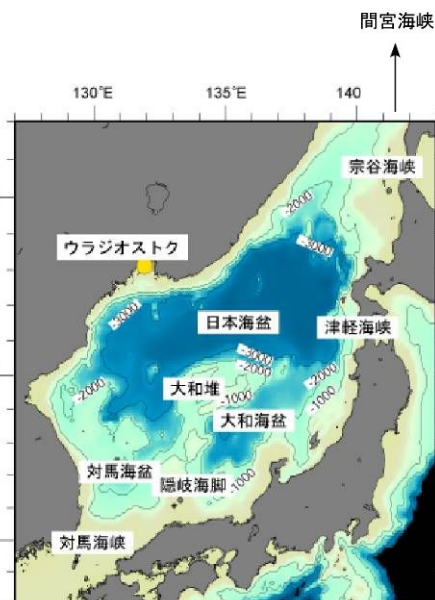 間宮海峡
130°E
135°E
140
宗谷海峡
-2000
-3000
ウラジオストク
-3000
日本海盆
津軽海峡
-3000
-2000
-2000
大和堆
-2000
-1000
-1000
大和海盆
対馬海盆
隠岐海脚
-1000
対馬海峡